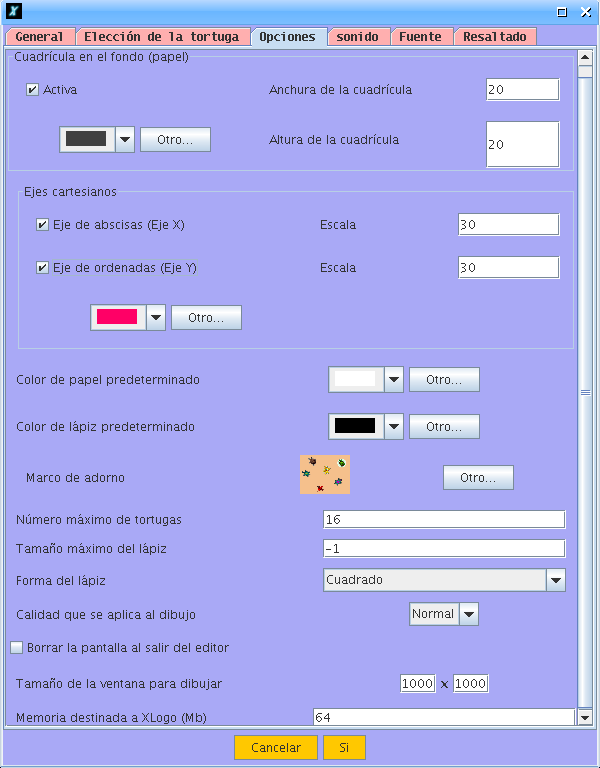 General Elección de la tortuga Opciones sonido Fuente Resaltado
Cuadrícula en el fondo (papel)
Activa Anchura de la cuadrícula 20
Otro... Altura de la cuadrícula 20
Ejes cartesianos
Eje de abscisas (Eje X) Escala 30
Eje de ordenadas (Eje Y) Escala 30
Otro...
Color de papel predeterminado Otro...
Color de lápiz predeterminado Otro...
Marco de adorno Otro...
Número máximo de tortugas 16
Tamaño máximo del lápiz -1
Forma del lápiz Cuadrado
Calidad que se aplica al dibujo Normal
Borrar la pantalla al salir del editor
Tamaño de la ventana para dibujar 1000 x 1000
Memoria destinada a XLogo (Mb) 64
Cancelar Si